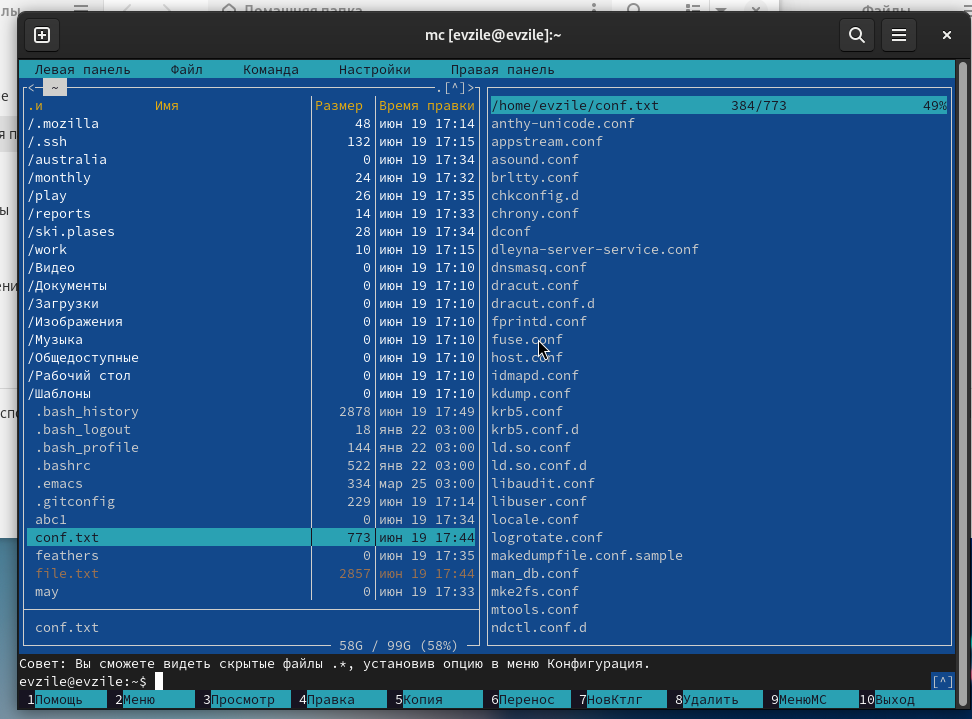 Домашняя папка
Файлы
mc [evzile@evzile]:~
Левая панель Файл Команда Настройки Правая панель
<─ ~ ─.[^]>
.и Имя Размер Время правки
/.mozilla 48 июн 19 17:14
/.ssh 132 июн 19 17:15
/australia 0 июн 19 17:34
/monthly 24 июн 19 17:32
/play 26 июн 19 17:35
/reports 14 июн 19 17:33
/ski.plases 28 июн 19 17:34
/work 10 июн 19 17:15
/Видео 0 июн 19 17:10
/Документы 0 июн 19 17:10
/Загрузки 0 июн 19 17:10
/Изображения 0 июн 19 17:10
/Музыка 0 июн 19 17:10
/Общедоступные 0 июн 19 17:10
/Рабочий стол 0 июн 19 17:10
/Шаблоны 0 июн 19 17:10
.bash_history 2878 июн 19 17:49
.bash_logout 18 янв 22 03:00
.bash_profile 144 янв 22 03:00
.bashrc 522 янв 22 03:00
.emacs 334 мар 25 03:00
.gitconfig 229 июн 19 17:14
abc1 0 июн 19 17:34
conf.txt 773 июн 19 17:44
feathers 0 июн 19 17:35
file.txt 2857 июн 19 17:44
may 0 июн 19 17:33
conf.txt
58G / 99G (58%)
/home/evzile/conf.txt 384/773 49%
anthy-unicode.conf
appstream.conf
asound.conf
brltty.conf
chkconfig.d
chrony.conf
dconf
dleyna-server-service.conf
dnsmasq.conf
dracut.conf
dracut.conf.d
fprintd.conf
fuse.conf
host.conf
idmapd.conf
kdump.conf
krb5.conf
krb5.conf.d
ld.so.conf
ld.so.conf.d
libaudit.conf
libuser.conf
locale.conf
logrotate.conf
makedumpfile.conf.sample
man_db.conf
mke2fs.conf
mtools.conf
ndctl.conf.d
Совет: Вы сможете видеть скрытые файлы .*, установив опцию в меню Конфигурация.
evzile@evzile:~$ [^]
1Помощь 2Меню 3Просмотр 4Правка 5Копия 6Перенос 7НовКтлг 8Удалить 9МенюМС 10Выход